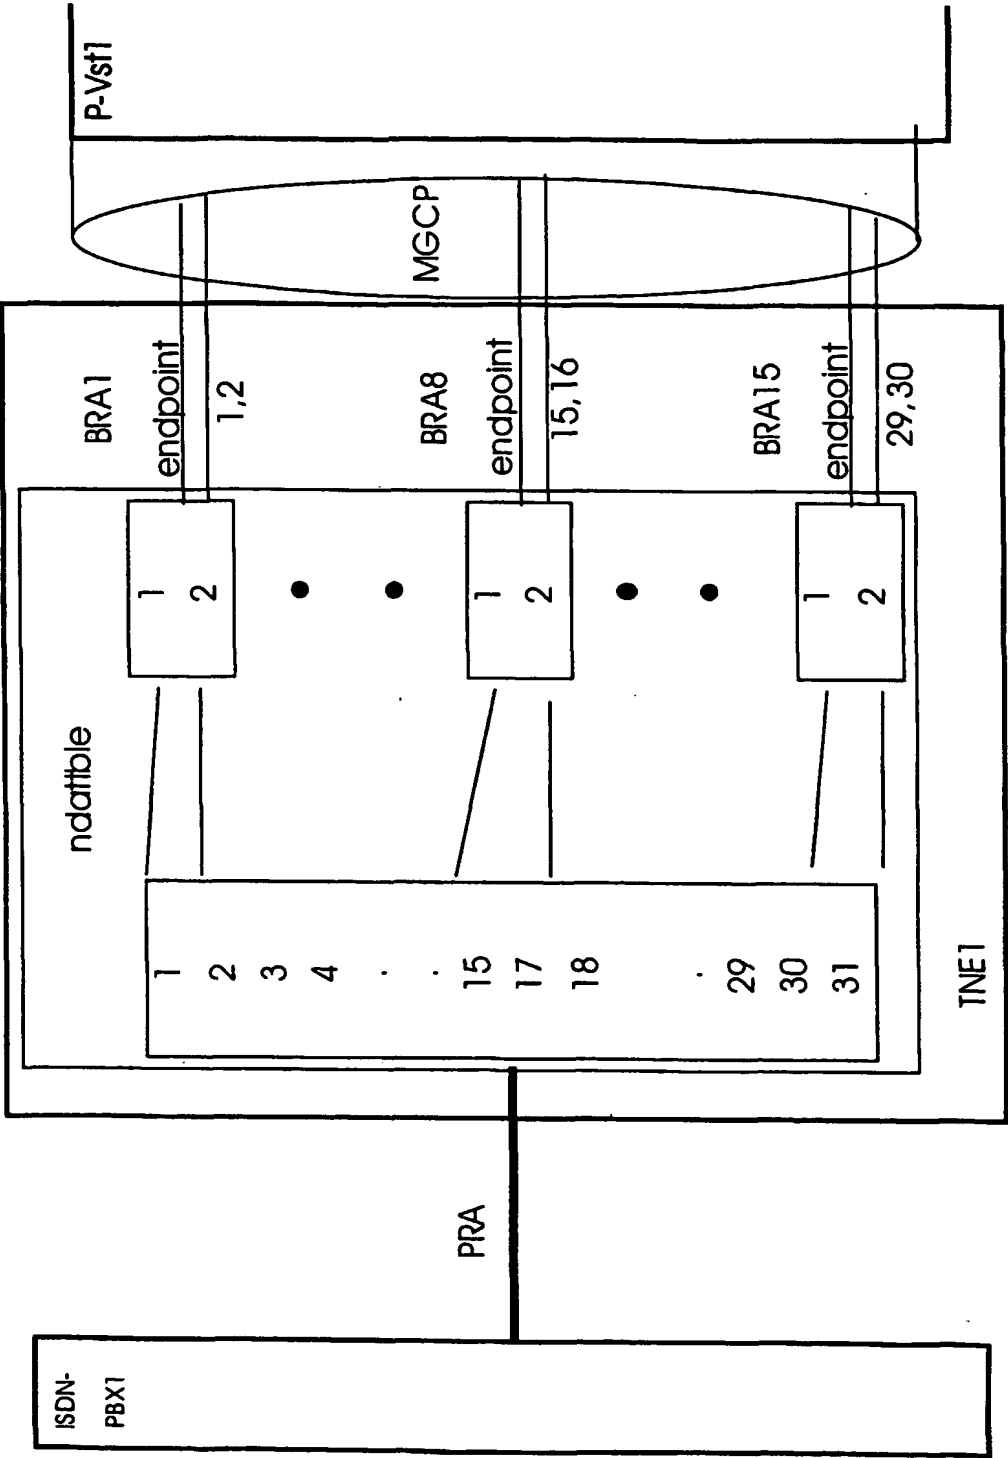 ISDN-
PBX1
PRA
TNE1
ndattble
1
2
3
4
.
.
15
17
18
.
29
30
31
1
2
1
2
1
2
BRA1
endpoint
1,2
BRA8
endpoint
15,16
BRA15
endpoint
29,30
MGCP
P-Vst1